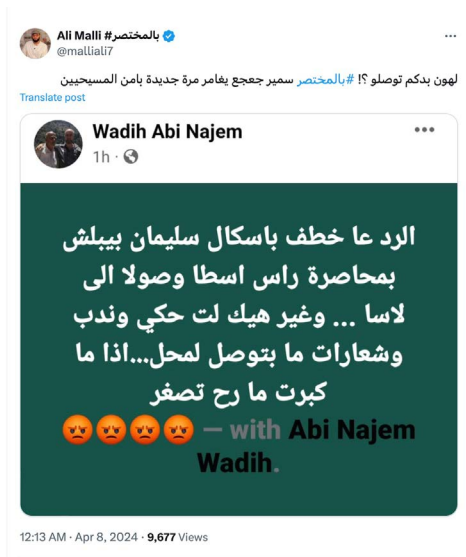 Ali Malli #بالمختصر
@malliali7
لهون بدكم توصلو ؟! #بالمختصر سمير جعجع يغامر مرة جديدة بامن المسيحيين
Translate post
Wadih Abi Najem
1h ·
الرد عا خطف باسكال سليمان بيبلش
بمحاصرة راس اسطا وصولا الى
لاسا ... وغير هيك لت حكي وندب
وشعارات ما بتوصل لمحل...اذا ما
كبرت ما رح تصغر
😡😡😡😡 — with Abi Najem
Wadih.
12:13 AM · Apr 8, 2024 · 9,677 Views